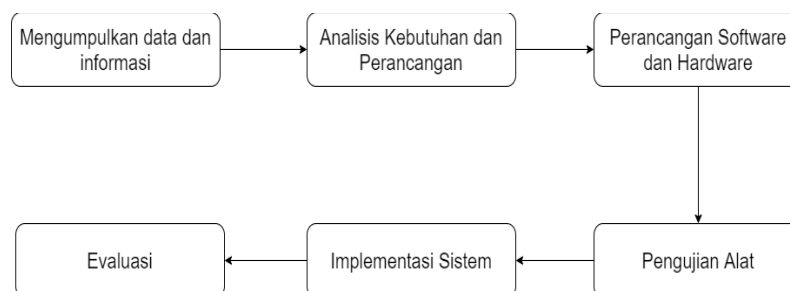 Mengumpulkan data dan
informasi
Analisis Kebutuhan dan
Perancangan
Perancangan Software
dan Hardware
Evaluasi
Implementasi Sistem
Pengujian Alat